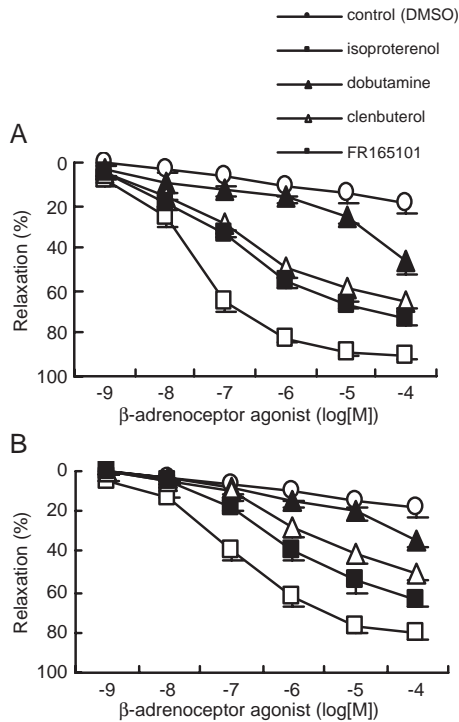 control (DMSO)
isoproterenol
dobutamine
clenbuterol
FR165101
A
0
20
40
60
80
100
Relaxation (%)
-9 -8 -7 -6 -5 -4
β-adrenoceptor agonist (log[M])
B
0
20
40
60
80
100
Relaxation (%)
-9 -8 -7 -6 -5 -4
β-adrenoceptor agonist (log[M])